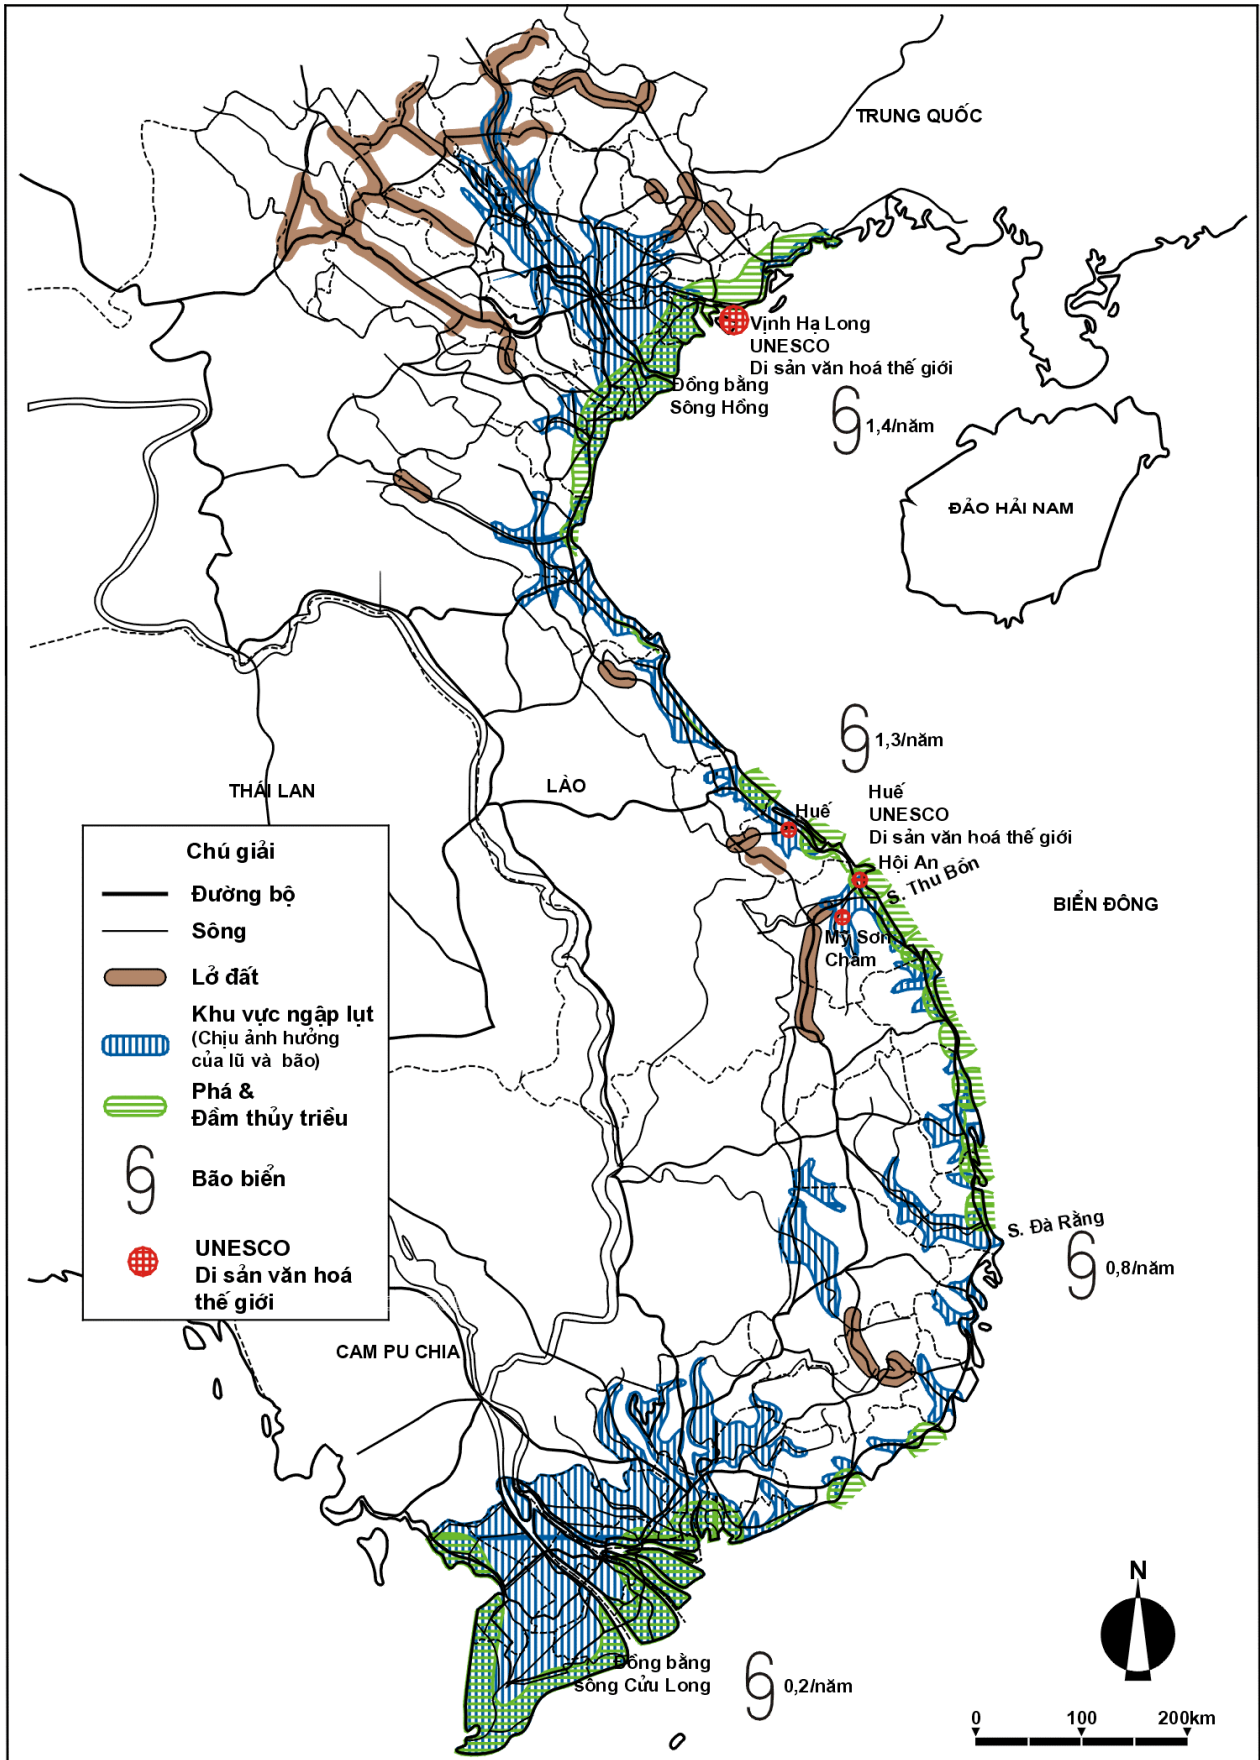 TRUNG QUỐC
Vịnh Hạ Long
UNESCO
Di sản văn hoá thế giới
Đồng bằng
Sông Hồng
1,4/năm
ĐẢO HẢI NAM
1,3/năm
THÁI LAN
LÀO
Huế
Huế
UNESCO
Di sản văn hoá thế giới
Hội An
S. Thu Bồn
BIỂN ĐÔNG
Mỹ Sơn
Chàm
Chú giải
Đường bộ
Sông
Lở đất
Khu vực ngập lụt
(Chịu ảnh hưởng
của lũ và bão)
Phá &
Đầm thủy triều
Bão biển
UNESCO
Di sản văn hoá
thế giới
S. Đà Rằng
0,8/năm
CAM PU CHIA
Đồng bằng
sông Cửu Long
0,2/năm
N
0 100 200km